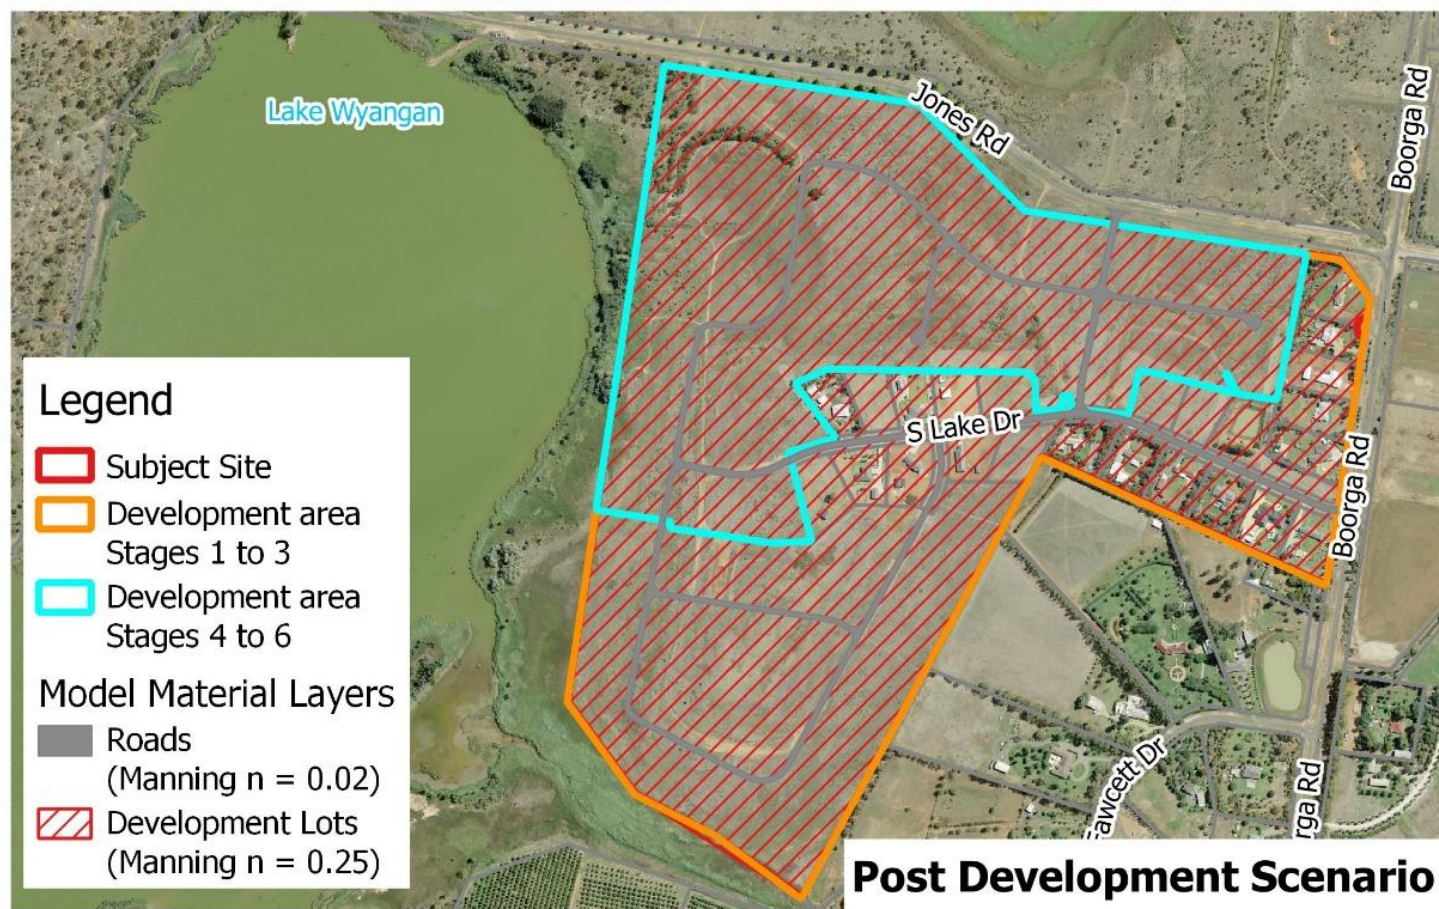 Lake Wyangan
Jones Rd
Boorga Rd
S Lake Dr
Boorga Rd
Fawcett Dr
rga Rd
Legend
Subject Site
Development area
Stages 1 to 3
Development area
Stages 4 to 6
Model Material Layers
Roads
(Manning n = 0.02)
Development Lots
(Manning n = 0.25)
Post Development Scenario